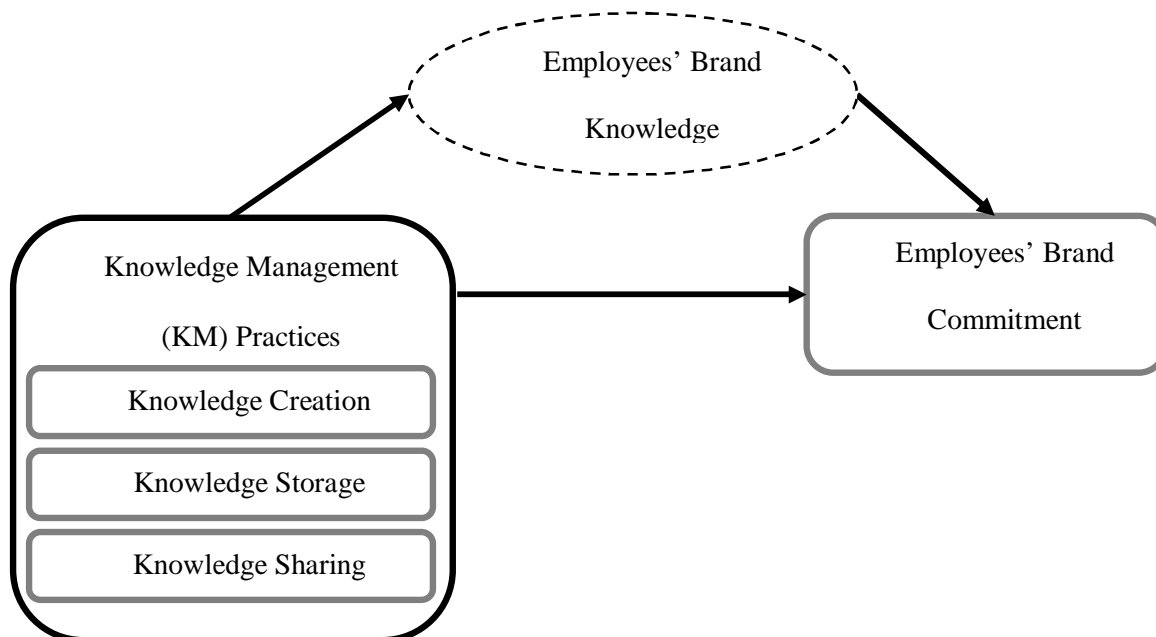 Employees’ Brand
Knowledge
Knowledge Management
(KM) Practices
Knowledge Creation
Knowledge Storage
Knowledge Sharing
Employees’ Brand
Commitment